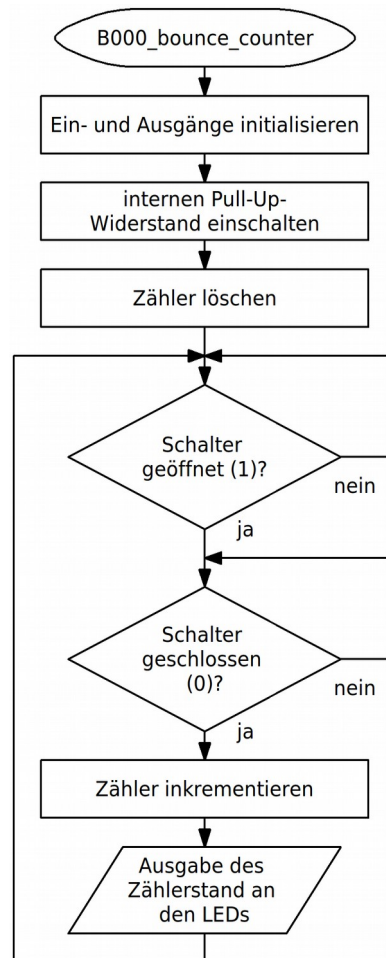 B000_bounce_counter
Ein- und Ausgänge initialisieren
internen Pull-Up-
Widerstand einschalten
Zähler löschen
Schalter
geöffnet (1)?
nein
ja
Schalter
geschlossen
(0)?
nein
ja
Zähler inkrementieren
Ausgabe des
Zählerstand an
den LEDs